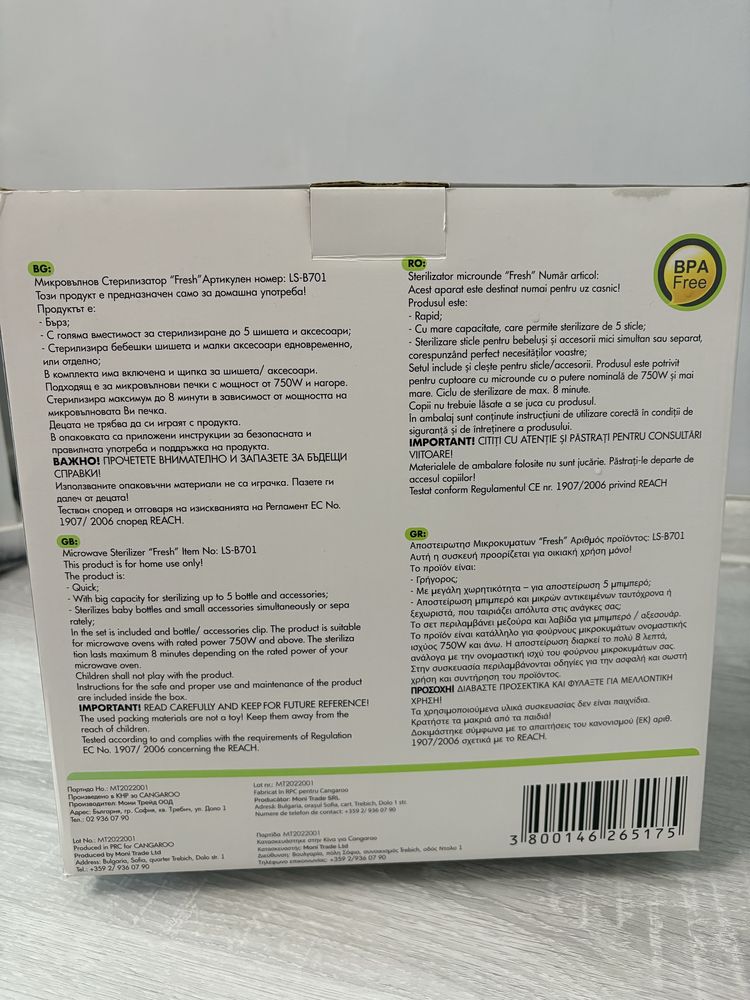 BG:
Микровълнов Стерилизатор "Fresh"Артикулен номер: LS-B701
Този продукт е предназначен само за домашна употреба!
Продуктът е:
- Бърз;
- С голяма вместимост за стерилизиране до 5 шишета и аксесоари;
- Стерилизира бебешки шишета и малки аксесоари едновременно,
или отделно;
В комплекта има включена и щипка за шишета/ аксесоари.
Подходящ е за микровълнови печки с мощност от 750W и нагоре.
Стерилизира максимум до 8 минути в зависимост от мощността на
микровълновата Ви печка.
Децата не трябва да си играят с продукта.
В опаковката са приложени инструкции за безопасната и
правилната употреба и поддръжка на продукта.
ВАЖНО! ПРОЧЕТЕТЕ ВНИМАТЕЛНО И ЗАПАЗЕТЕ ЗА БЪДЕЩИ
СПРАВКИ!
Използваните опаковъчни материали не са играчка. Пазете ги
далеч от децата!
Тестван според и отговаря на изискванията на Регламент ЕС No.
1907/ 2006 според REACH.
GB:
Microwave Sterilizer "Fresh" Item No: LS-B701
This product is for home use only!
The product is:
- Quick;
- With big capacity for sterilizing up to 5 bottle and accessories;
- Sterilizes baby bottles and small accessories simultaneously or sepa
rately;
In the set is included and bottle/ accessories clip. The product is suitable
for microwave ovens with rated power 750W and above. The steriliza
tion lasts maximum 8 minutes depending on the rated power of your
microwave oven.
Children shall not play with the product.
Instructions for the safe and proper use and maintenance of the product
are included inside the box.
IMPORTANT! READ CAREFULLY AND KEEP FOR FUTURE REFERENCE!
The used packing materials are not a toy! Keep them away from the
reach of children.
Tested according to and complies with the requirements of Regulation
EC No. 1907/ 2006 concerning the REACH.
RO:
Sterilizator microunde "Fresh" Număr articol:
Acest aparat este destinat numai pentru uz casnic!
Produsul este:
- Rapid;
- Cu mare capacitate, care permite sterilizare de 5 sticle;
- Sterilizare sticle pentru bebeluși și accesorii mici simultan sau separat,
corespunzând perfect necesităților voastre;
Setul include și clește pentru sticle/accesorii. Produsul este potrivit
pentru cuptoare cu microunde cu o putere nominală de 750W și mai
mare. Ciclu de sterilizare de max. 8 minute.
Copii nu trebuie lăsate a se juca cu produsul.
În ambalaj sunt conținute instrucțiuni de utilizare corectă în condiții de
siguranță și de întreținere a produsului.
IMPORTANT! CITIȚI CU ATENȚIE ȘI PĂSTRAȚI PENTRU CONSULTĂRI
VIITOARE!
Materialele de ambalare folosite nu sunt jucărie. Păstrați-le departe de
accesul copiilor!
Testat conform Regulamentul CE nr. 1907/2006 privind REACH
BPA
Free
GR:
Αποστειρωτησ Μικροκυματων "Fresh" Αριθμός προϊόντος: LS-B701
Αυτή η συσκευή προορίζεται για οικιακή χρήση μόνο!
Το προϊόν είναι:
- Γρήγορος;
- Με μεγάλη χωρητικότητα – για αποστείρωση 5 μπιμπερό;
- Αποστείρωση μπιμπερό και μικρών αντικειμένων ταυτόχρονα ή
ξεχωριστά, που ταιριάζει απόλυτα στις ανάγκες σας;
Το σετ περιλαμβάνει μεζούρα και λαβίδα για μπιμπερό / αξεσουάρ.
Το προϊόν είναι κατάλληλο για φούρνους μικροκυμάτων ονομαστικής
ισχύος 750W και άνω. Η αποστείρωση διαρκεί το πολύ 8 λεπτά,
ανάλογα με την ονομαστική ισχύ του φούρνου μικροκυμάτων σας.
Στην συσκευασία περιλαμβάνονται οδηγίες για την ασφαλή και σωστή
χρήση και συντήρηση του προϊόντος.
ΠΡΟΣΟΧΗ! ΔΙΑΒΑΣΤΕ ΠΡΟΣΕΚΤΙΚΑ ΚΑΙ ΦΥΛΑΞΤΕ ΓΙΑ ΜΕΛΛΟΝΤΙΚΗ
ΧΡΗΣΗ!
Τα χρησιμοποιούμενα υλικά συσκευασίας δεν είναι παιχνίδια.
Κρατήστε τα μακριά από τα παιδιά!
Δοκιμάστηκε σύμφωνα με το απαιτήσεις του κανονισμού (ΕΚ) αριθ.
1907/2006 σχετικά με το REACH.
Партидо Но.: MT2022001
Произведено в КНР за CANGAROO
Производител: Мони Трейд ООД
Адрес: България, гр. София, кв. Требич, ул. Доло 1
Тел.: 02 936 07 90
Lot No.: MT2022001
Produced in PRC for CANGAROO
Produced by Moni Trade Ltd
Address: Bulgaria, Sofia, quarter Trebich, Dolo str. 1
Tel.: +359 2/ 936 07 90
Lot nr.: MT2022001
Fabricat în RPC pentru Cangaroo
Producător: Moni Trade SRL
Adresă: Bulgaria, orașul Sofia, cart. Trebich, Dolo 1 str.
Numere de telefon de contact: +359 2/ 936 07 90
Παρτίδα MT2022001
Κατασκευάστηκε στην Κίνα για Cangaroo
Κατασκευαστής: Moni Trade Ltd
Διεύθυνση: Βουλγαρία, πόλη Σόφια, συνοικισμός Trebich, οδός Ντολο 1
Τηλέφωνο επικοινωνίας: +359 2/936 07 90
3 800146 265175